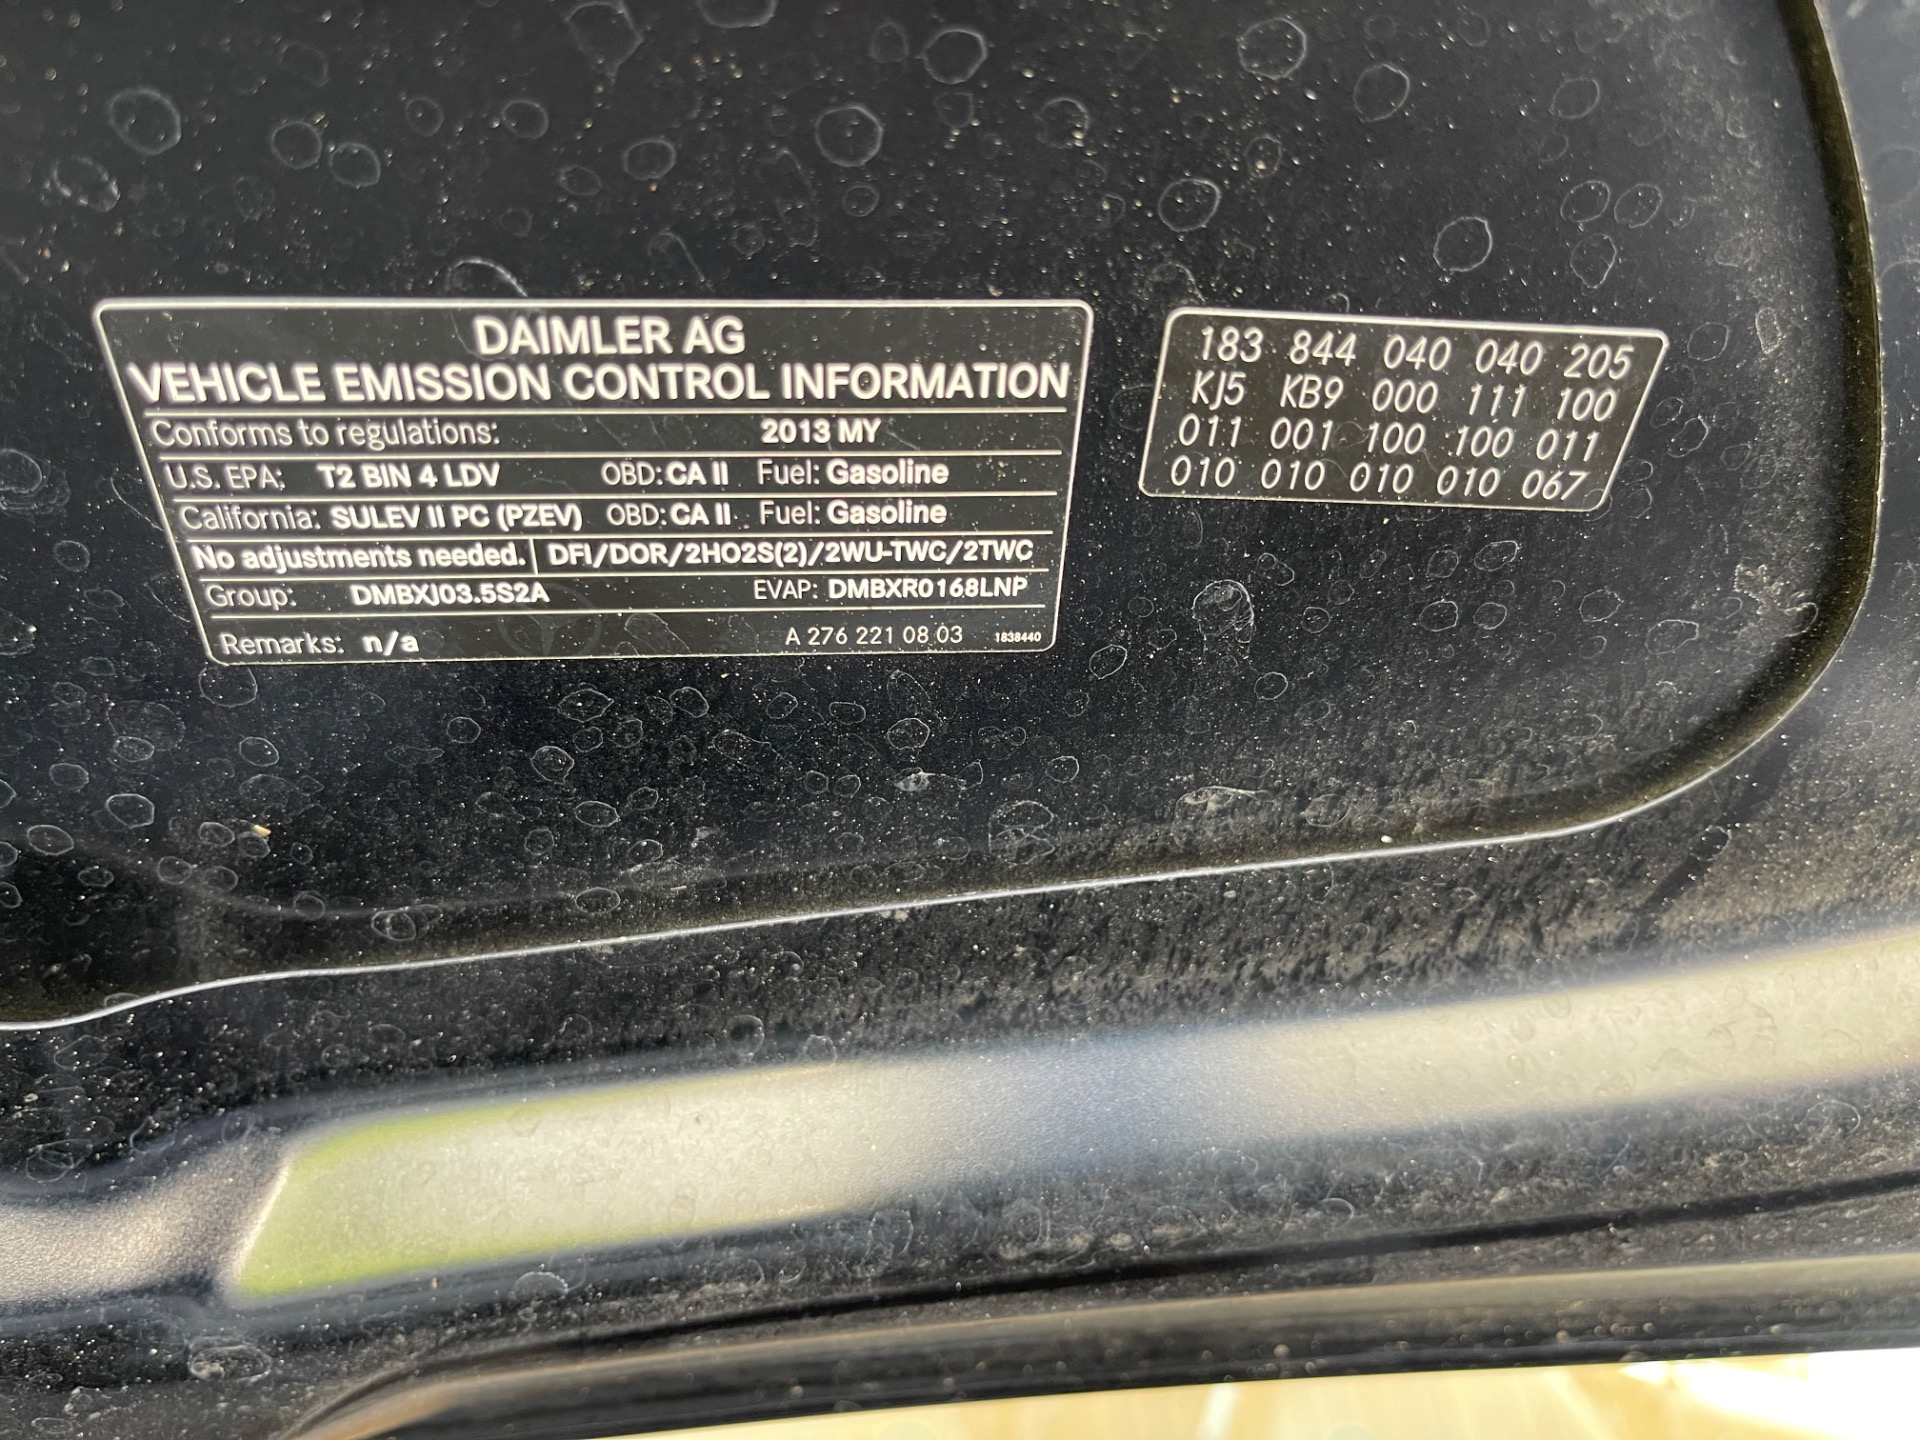 DAIMLER AG
VEHICLE EMISSION CONTROL INFORMATION
Conforms to regulations: 2013 MY
U.S. EPA: T2 BIN 4 LDV OBD: CA II Fuel: Gasoline
California: SULEV II PC (PZEV) OBD: CA II Fuel: Gasoline
No adjustments needed. DFI/DOR/2HO2S(2)/2WU-TWC/2TWC
Group: DMBXJ03.5S2A EVAP: DMBXR0168LNP
Remarks: n/a A 276 221 08 03 1838440
183 844 040 040 205
KJ5 KB9 000 111 100
011 001 100 100 011
010 010 010 010 067